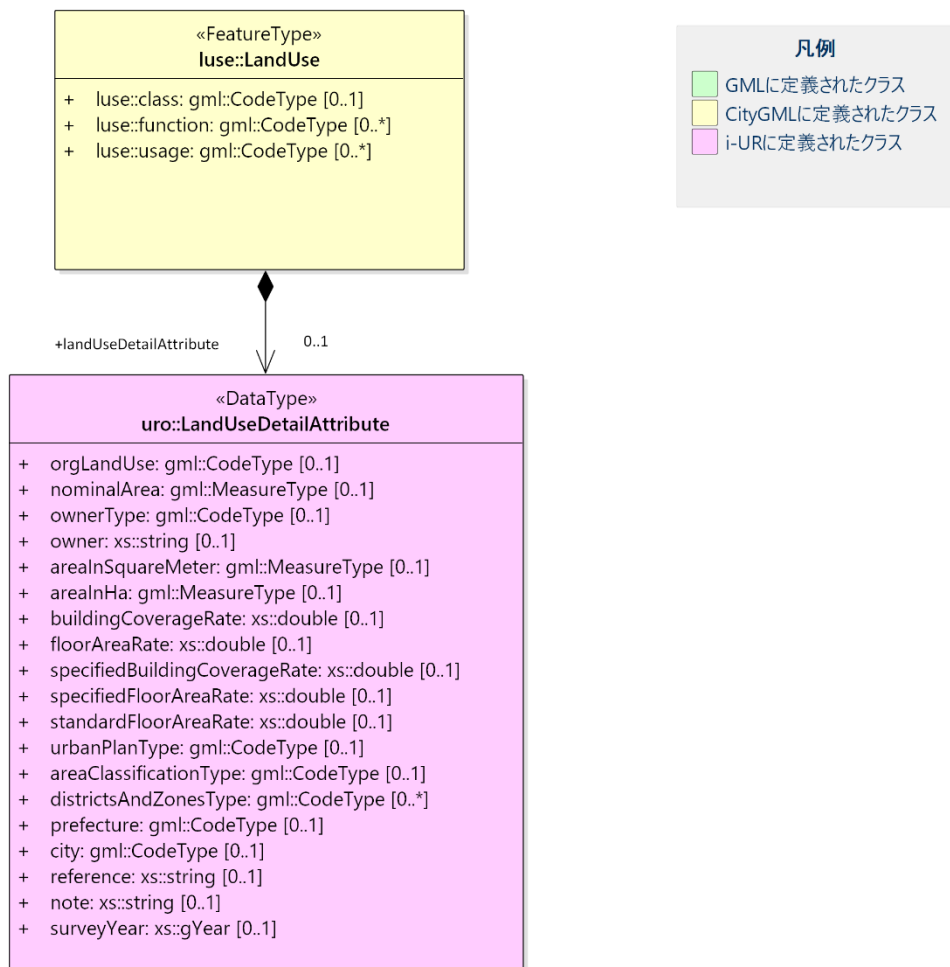 «FeatureType»
luse::LandUse
+ luse::class: gml::CodeType [0..1]
+ luse::function: gml::CodeType [0..*]
+ luse::usage: gml::CodeType [0..*]
凡例
GMLに定義されたクラス
CityGMLに定義されたクラス
i-URに定義されたクラス
+landUseDetailAttribute 0..1
«DataType»
uro::LandUseDetailAttribute
+ orgLandUse: gml::CodeType [0..1]
+ nominalArea: gml::MeasureType [0..1]
+ ownerType: gml::CodeType [0..1]
+ owner: xs::string [0..1]
+ areaInSquareMeter: gml::MeasureType [0..1]
+ areaInHa: gml::MeasureType [0..1]
+ buildingCoverageRate: xs::double [0..1]
+ floorAreaRate: xs::double [0..1]
+ specifiedBuildingCoverageRate: xs::double [0..1]
+ specifiedFloorAreaRate: xs::double [0..1]
+ standardFloorAreaRate: xs::double [0..1]
+ urbanPlanType: gml::CodeType [0..1]
+ areaClassificationType: gml::CodeType [0..1]
+ districtsAndZonesType: gml::CodeType [0..*]
+ prefecture: gml::CodeType [0..1]
+ city: gml::CodeType [0..1]
+ reference: xs::string [0..1]
+ note: xs::string [0..1]
+ surveyYear: xs::gYear [0..1]